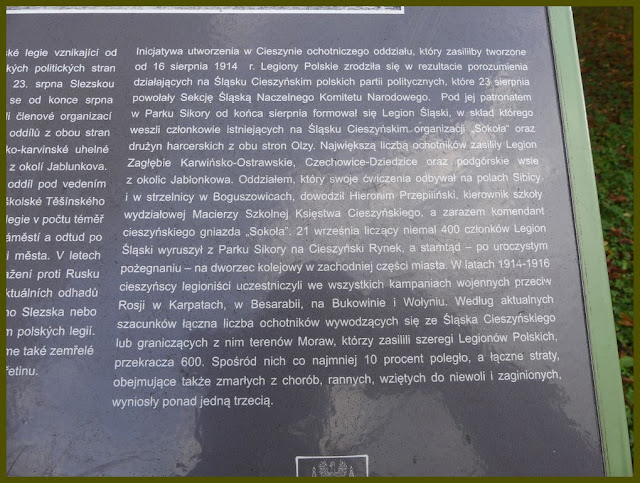 ské legie vznikající od
kých politických stran
23. srpna Slezskou
se od konce srpna
li členové organizací
oddílů z obou stran
ko-karvinské uhelné
z okolí Jablunkova.
oddíl pod vedením
školské Těšínského
legie v počtu téměř
áměstí a odtud po
i města. V letech
ažení proti Rusku
ktuálních odhadů
ho Slezska nebo
m polských legií.
me také zemřelé
řetinu.
Inicjatywa utworzenia w Cieszynie ochotniczego oddziału, który zasiliłby tworzone
od 16 sierpnia 1914 r. Legiony Polskie zrodziła się w rezultacie porozumienia
działających na Śląsku Cieszyńskim polskich partii politycznych, które 23 sierpnia
powołały Sekcję Śląską Naczelnego Komitetu Narodowego. Pod jej patronatem
w Parku Sikory od końca sierpnia formował się Legion Śląski, w skład którego
weszli członkowie istniejących na Śląsku Cieszyńskim organizacji „Sokoła” oraz
drużyn harcerskich z obu stron Olzy. Największą liczbą ochotników zasiliły Legion
Zagłębie Karwińsko-Ostrawskie, Czechowice-Dziedzice oraz podgórskie wsie
z okolic Jabłonkowa. Oddziałem, który swoje ćwiczenia odbywał na polach Sibicy
i w strzelnicy w Boguszowicach, dowodził Hieronim Przepiliński, kierownik szkoły
wydziałowej Macierzy Szkolnej Księstwa Cieszyńskiego, a zarazem komendant
cieszyńskiego gniazda „Sokoła”. 21 września liczący niemal 400 członków Legion
Śląski wyruszył z Parku Sikory na Cieszyński Rynek, a stamtąd – po uroczystym
pożegnaniu – na dworzec kolejowy w zachodniej części miasta. W latach 1914-1916
cieszyńscy legioniści uczestniczyli we wszystkich kampaniach wojennych przeciw
Rosji w Karpatach, w Besarabii, na Bukowinie i Wołyniu. Według aktualnych
szacunków łączna liczba ochotników wywodzących się ze Śląska Cieszyńskiego
lub graniczących z nim terenów Moraw, którzy zasilili szeregi Legionów Polskich,
przekracza 600. Spośród nich co najmniej 10 procent poległo, a łączne straty,
obejmujące także zmarłych z chorób, rannych, wziętych do niewoli i zaginionych,
wyniosły ponad jedną trzecią.